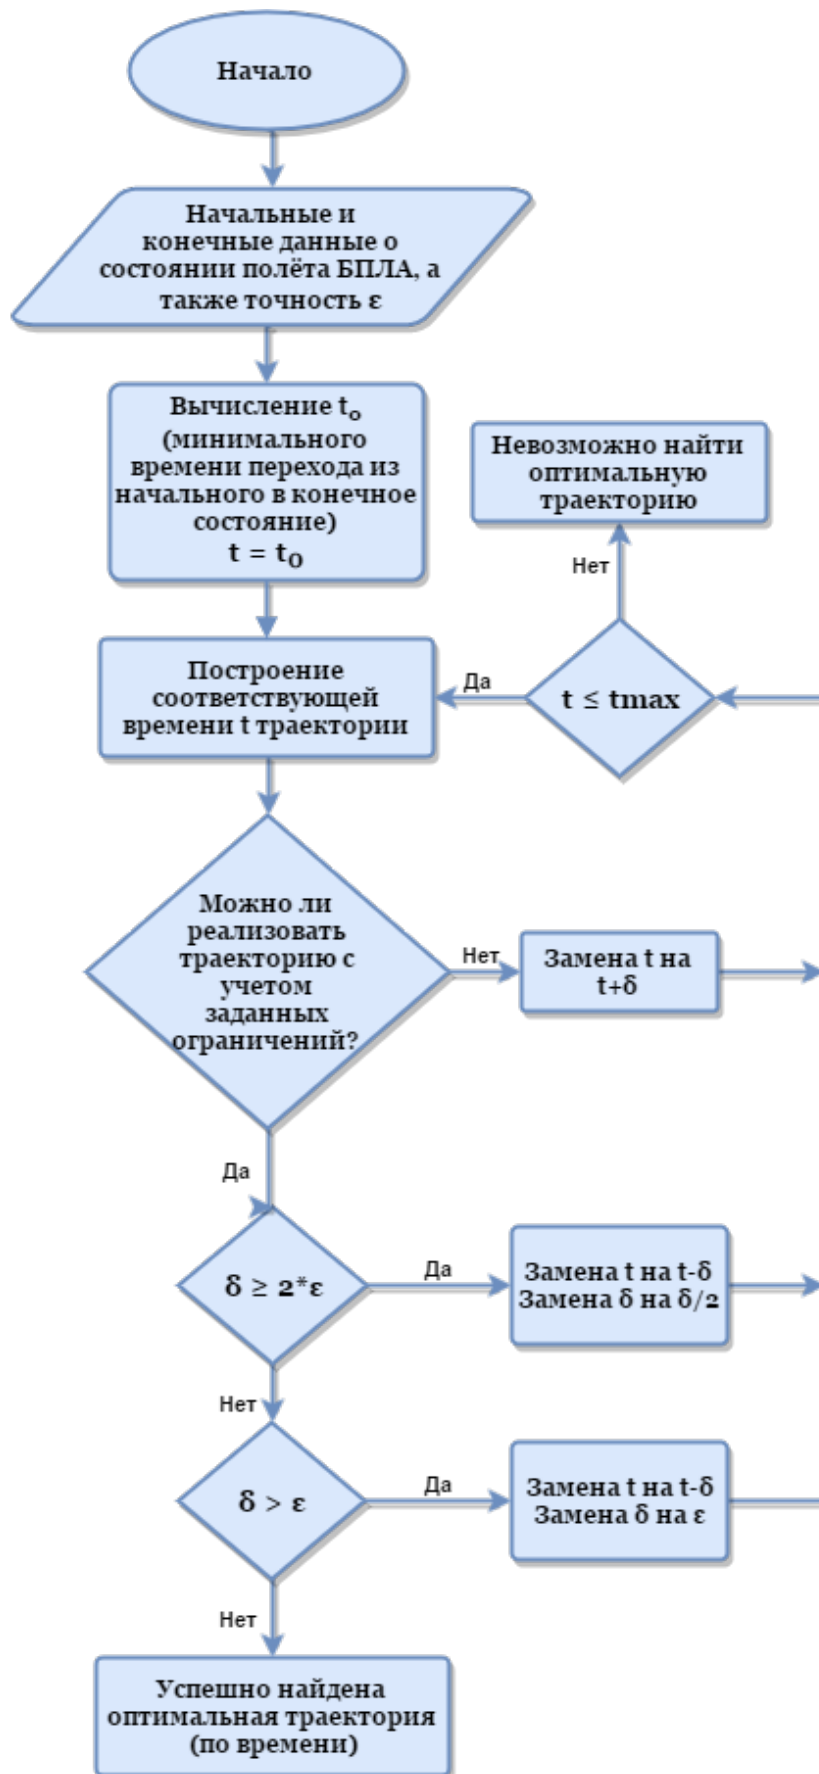 Начало
Начальные и
конечные данные о
состоянии полёта БПЛА, а
также точность ε
Вычисление t₀
(минимального
времени перехода из
начального в конечное
состояние)
t = t₀
Невозможно найти
оптимальную
траекторию
Нет
Построение
соответствующей
времени t траектории
Да
t ≤ tmax
Можно ли
реализовать
траекторию с
учетом
заданных
ограничений?
Нет
Замена t на
t+δ
Да
δ ≥ 2*ε
Да
Замена t на t-δ
Замена δ на δ/2
Нет
δ > ε
Да
Замена t на t-δ
Замена δ на ε
Нет
Успешно найдена
оптимальная траектория
(по времени)